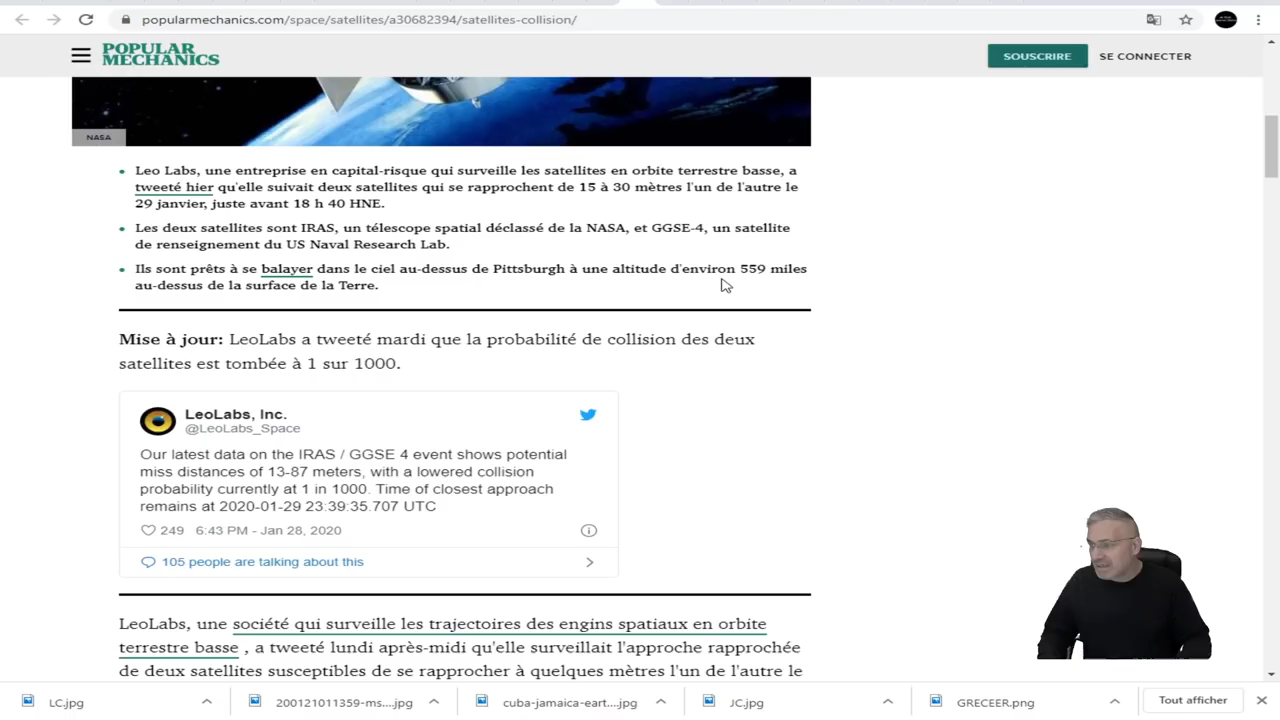 popularmechanics.com/space/satellites/a30682394/satellites-collision/
POPULAR
MECHANICS
SOUSCRIRE
SE CONNECTER
NASA
Leo Labs, une entreprise en capital-risque qui surveille les satellites en orbite terrestre basse, a
tweeté hier qu'elle suivait deux satellites qui se rapprochent de 15 à 30 mètres l'un de l'autre le
29 janvier, juste avant 18 h 40 HNE.
Les deux satellites sont IRAS, un télescope spatial déclassé de la NASA, et GGSE-4, un satellite
de renseignement du US Naval Research Lab.
Ils sont prêts à se balayer dans le ciel au-dessus de Pittsburgh à une altitude d'environ 559 miles
au-dessus de la surface de la Terre.
Mise à jour: LeoLabs a tweeté mardi que la probabilité de collision des deux
satellites est tombée à 1 sur 1000.
LeoLabs, Inc.
@LeoLabs_Space
Our latest data on the IRAS / GGSE 4 event shows potential
miss distances of 13-87 meters, with a lowered collision
probability currently at 1 in 1000. Time of closest approach
remains at 2020-01-29 23:39:35.707 UTC
249 6:43 PM - Jan 28, 2020
105 people are talking about this
LeoLabs, une société qui surveille les trajectoires des engins spatiaux en orbite
terrestre basse , a tweeté lundi après-midi qu'elle surveillait l'approche rapprochée
de deux satellites susceptibles de se rapprocher à quelques mètres l'un de l'autre le
LC.jpg
200121011359-ms....jpg
cuba-jamaica-eart....jpg
JC.jpg
GRECEER.png
Tout afficher